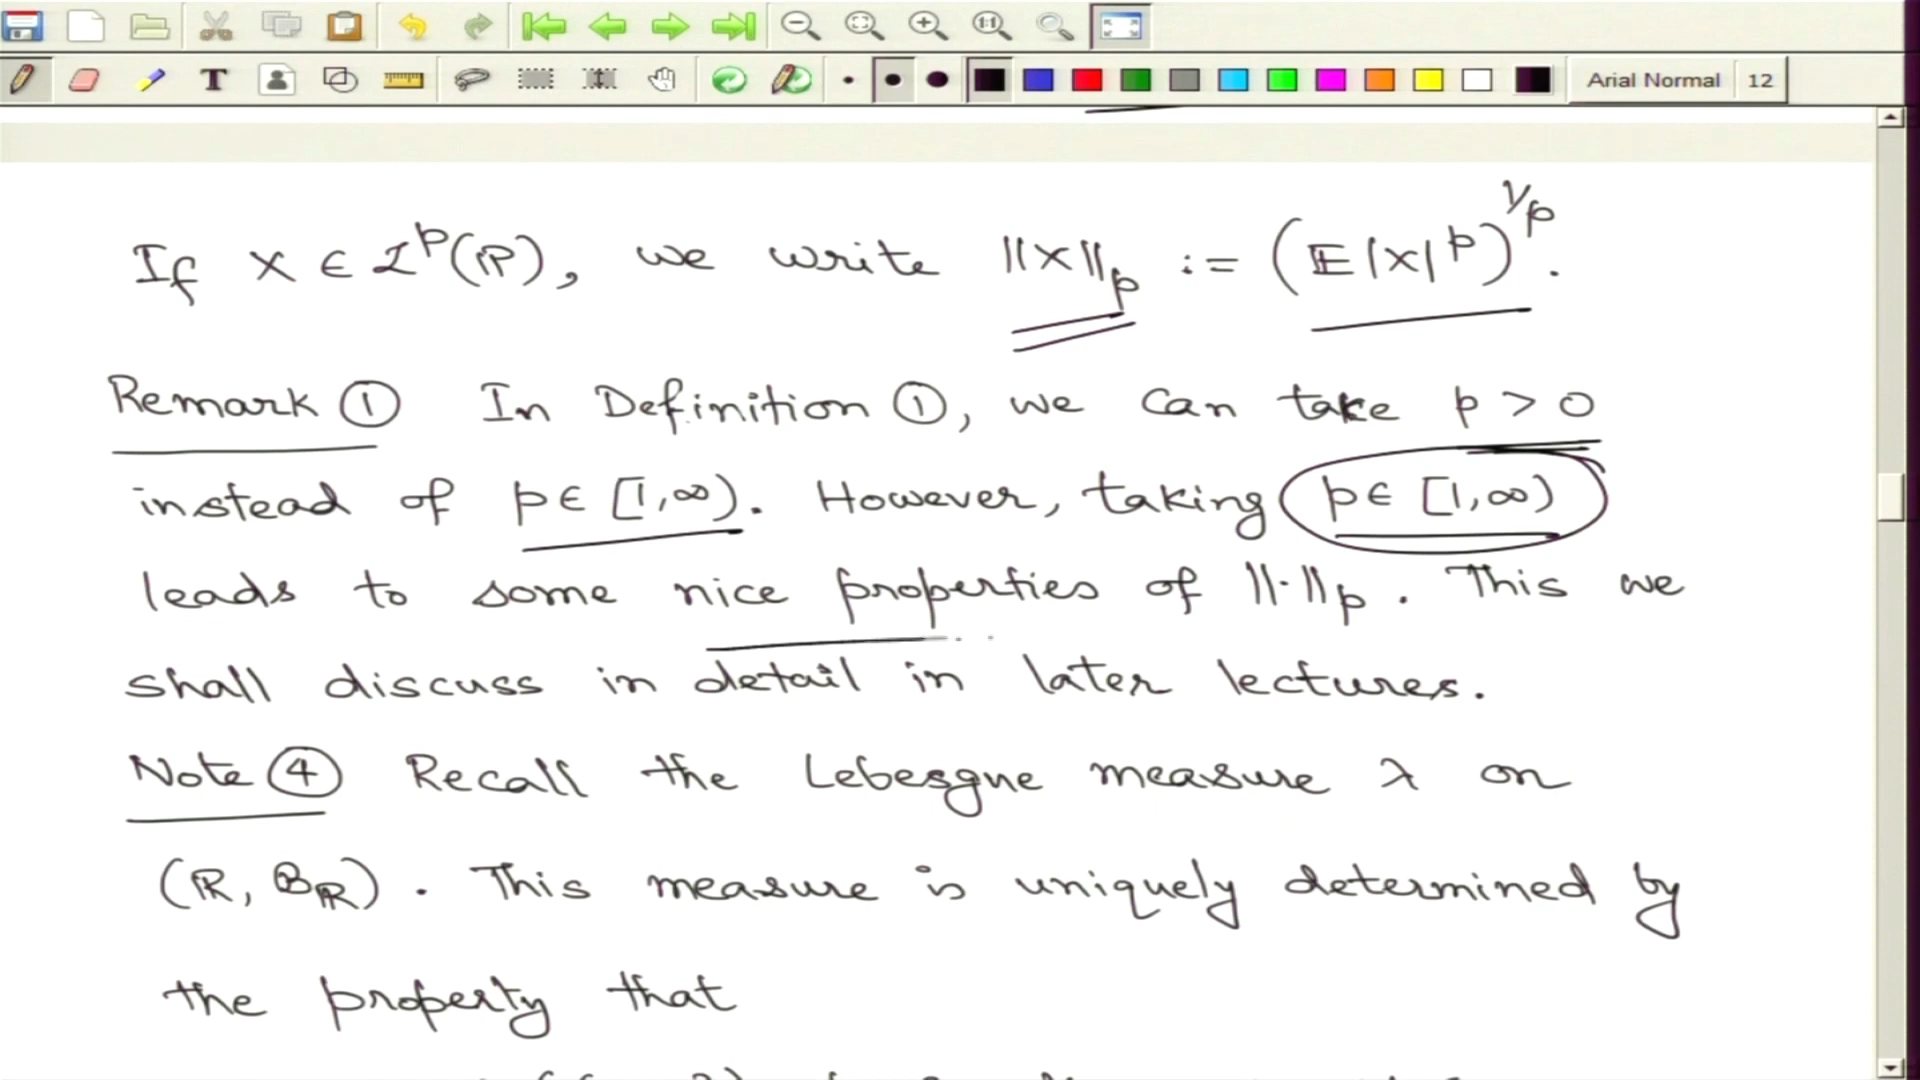 T
1:1
Arial Normal 12
If X ∈ ℒ^p(ℙ), we write ||X||_p := (𝔼|X|^p)^{1/p}.
Remark ① In Definition ①, we can take p > 0
instead of p ∈ [1,∞). However, taking p ∈ [1,∞)
leads to some nice properties of ||·||_p. This we
shall discuss in detail in later lectures.
Note ④ Recall the Lebesgue measure λ on
(ℝ, 𝓑_ℝ). This measure is uniquely determined by
the property that